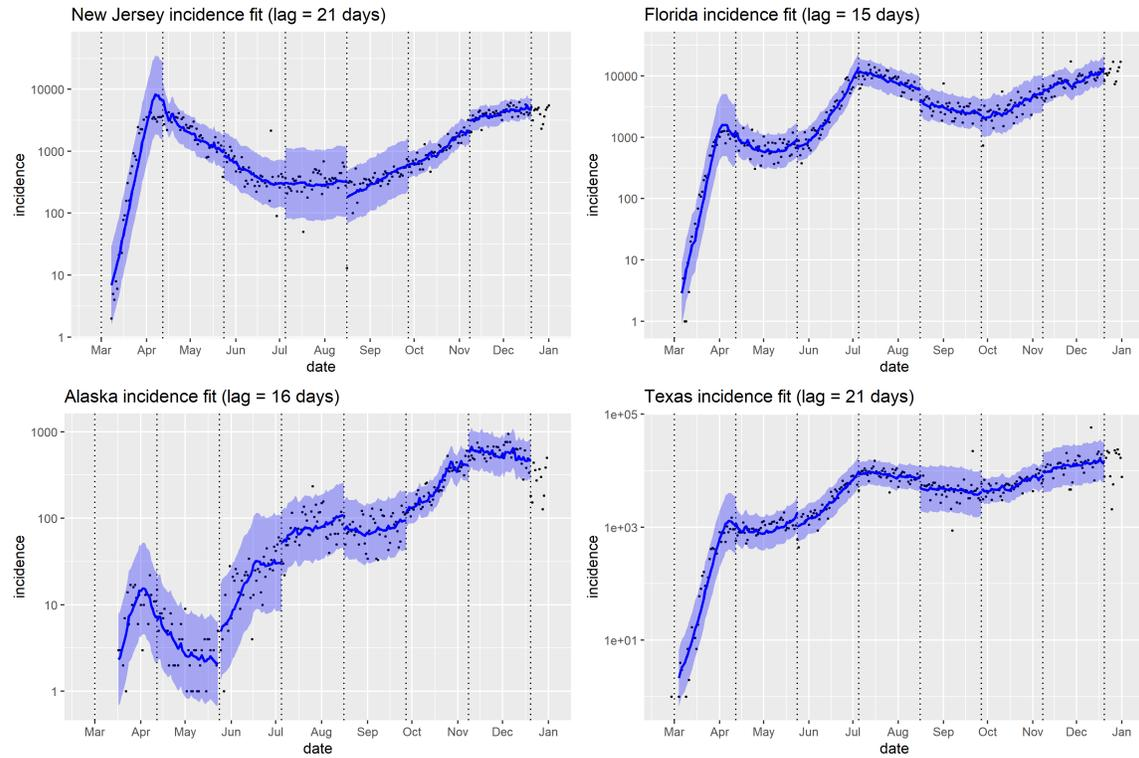 New Jersey incidence fit (lag = 21 days)
incidence
10000
1000
100
10
1
Mar Apr May Jun Jul Aug Sep Oct Nov Dec Jan
date
Florida incidence fit (lag = 15 days)
incidence
10000
1000
100
10
1
Mar Apr May Jun Jul Aug Sep Oct Nov Dec Jan
date
Alaska incidence fit (lag = 16 days)
incidence
1000
100
10
1
Mar Apr May Jun Jul Aug Sep Oct Nov Dec Jan
date
Texas incidence fit (lag = 21 days)
incidence
1e+05
1e+03
1e+01
Mar Apr May Jun Jul Aug Sep Oct Nov Dec Jan
date